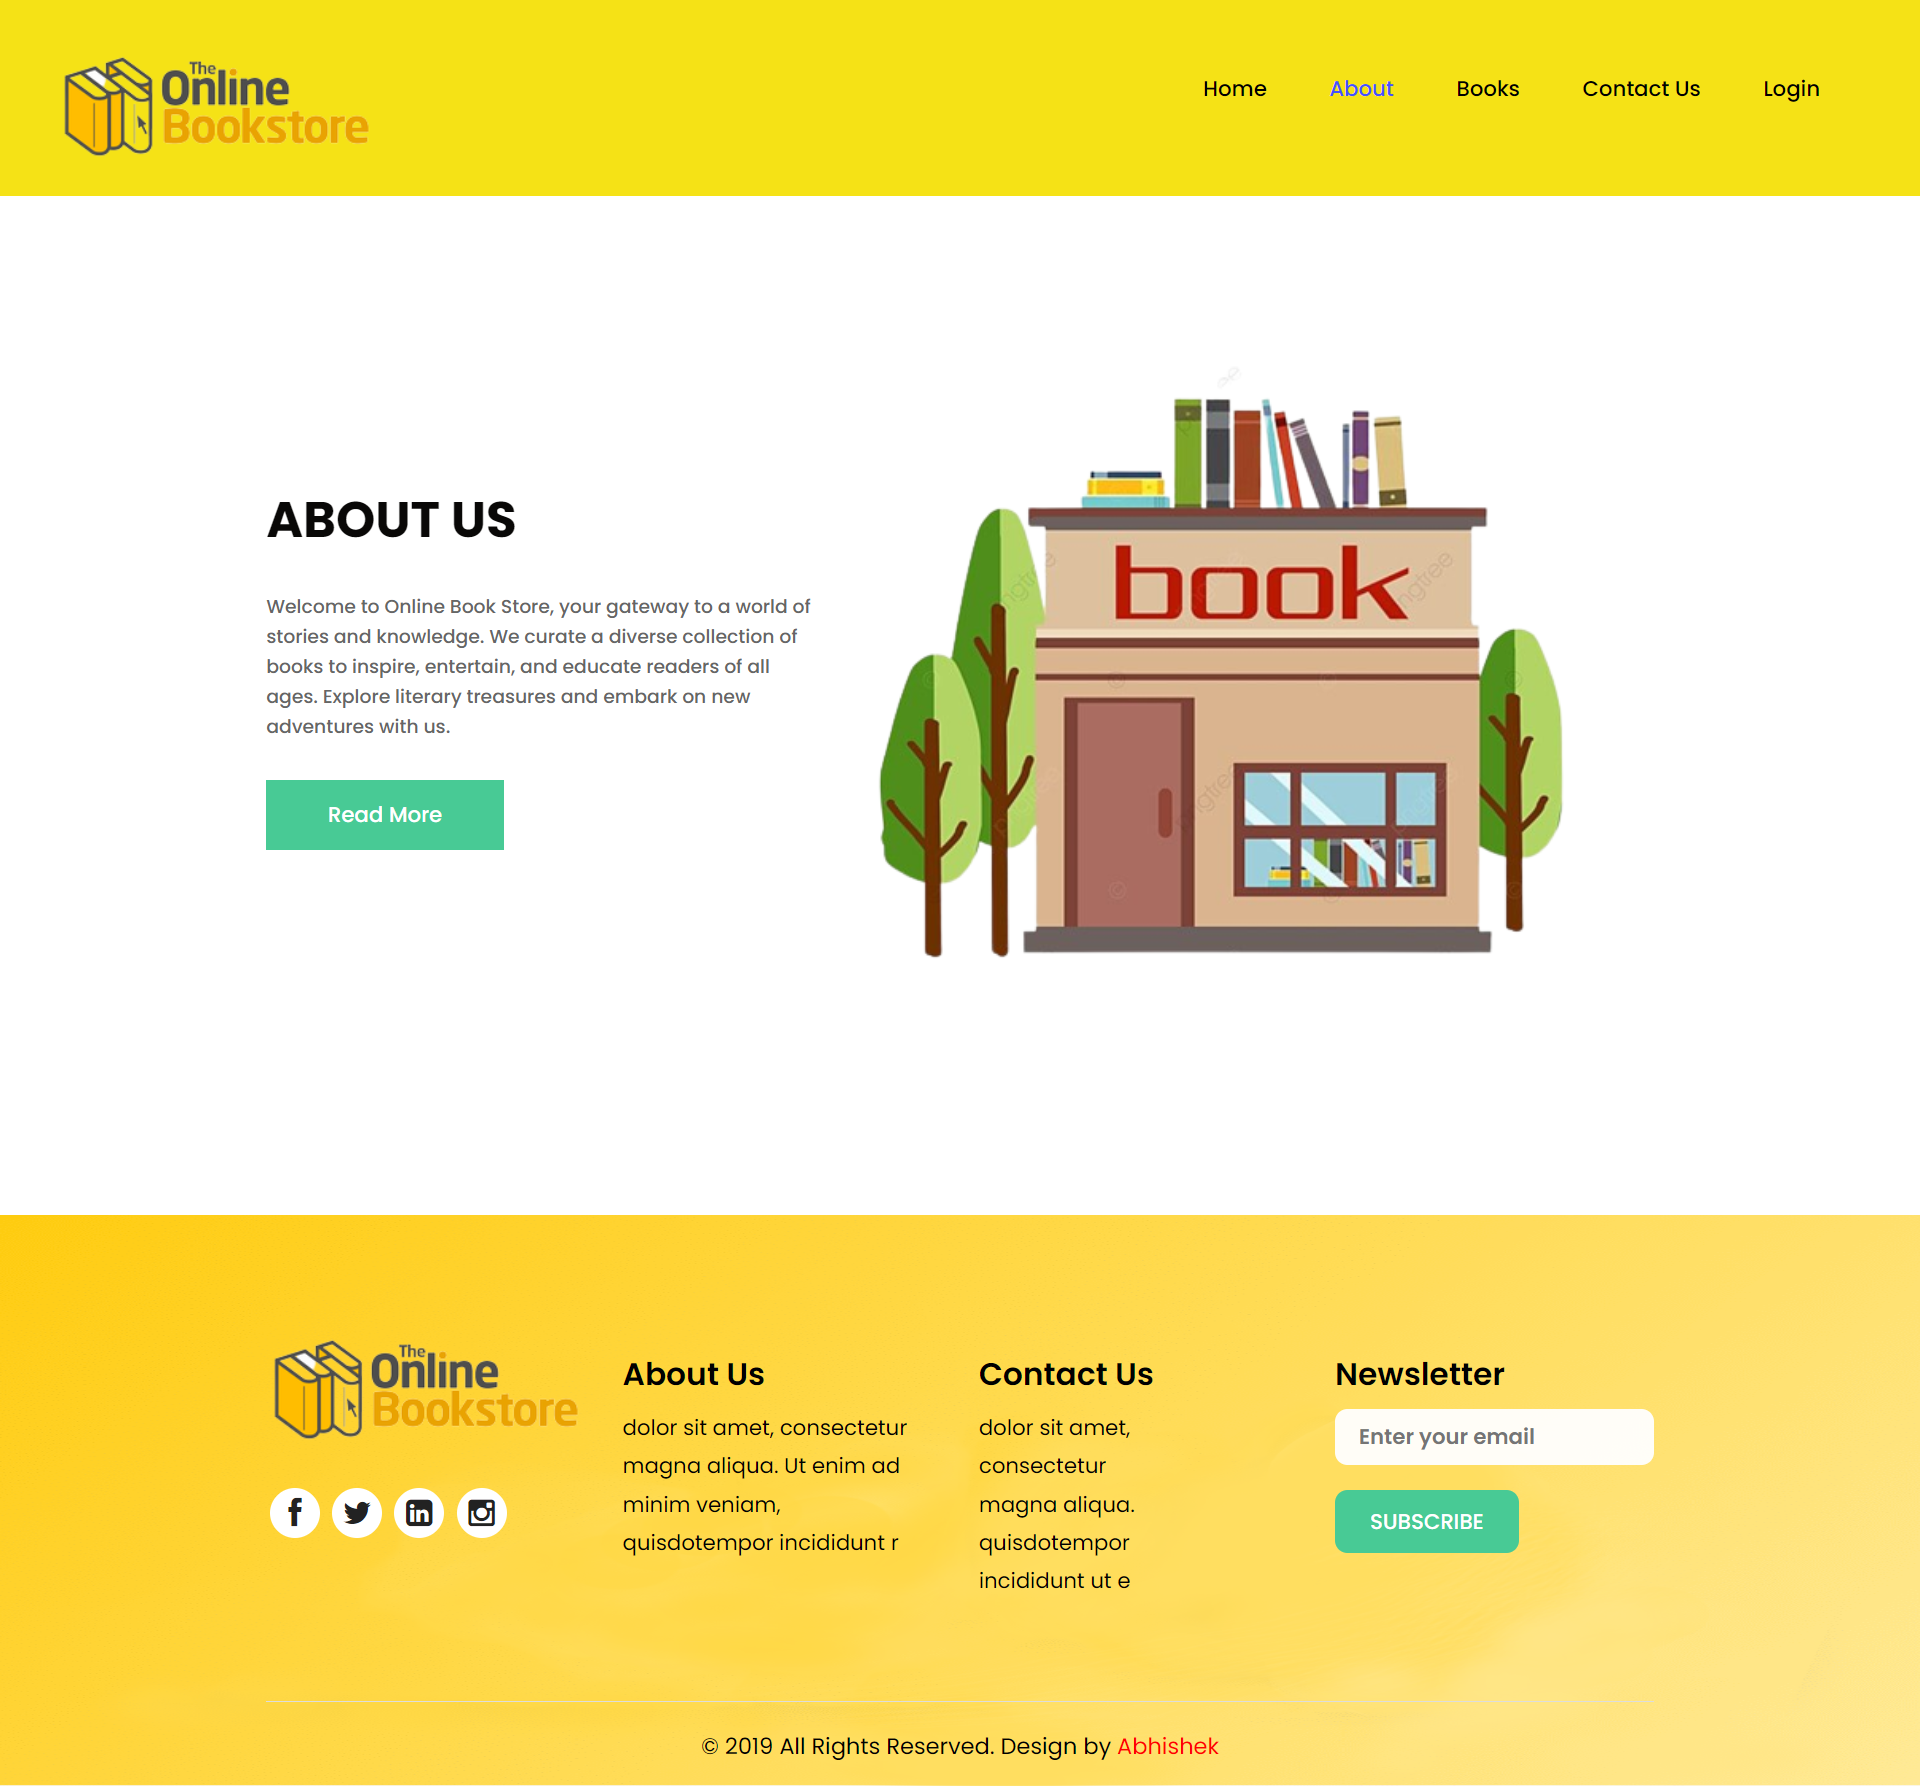 The
Online
Bookstore
Home
About
Books
Contact Us
Login
ABOUT US
Welcome to Online Book Store, your gateway to a world of
stories and knowledge. We curate a diverse collection of
books to inspire, entertain, and educate readers of all
ages. Explore literary treasures and embark on new
adventures with us.
Read More
book
The
Online
Bookstore
About Us
dolor sit amet, consectetur
magna aliqua. Ut enim ad
minim veniam,
quisdotempor incididunt r
Contact Us
dolor sit amet,
consectetur
magna aliqua.
quisdotempor
incididunt ut e
Newsletter
Enter your email
SUBSCRIBE
© 2019 All Rights Reserved. Design by Abhishek